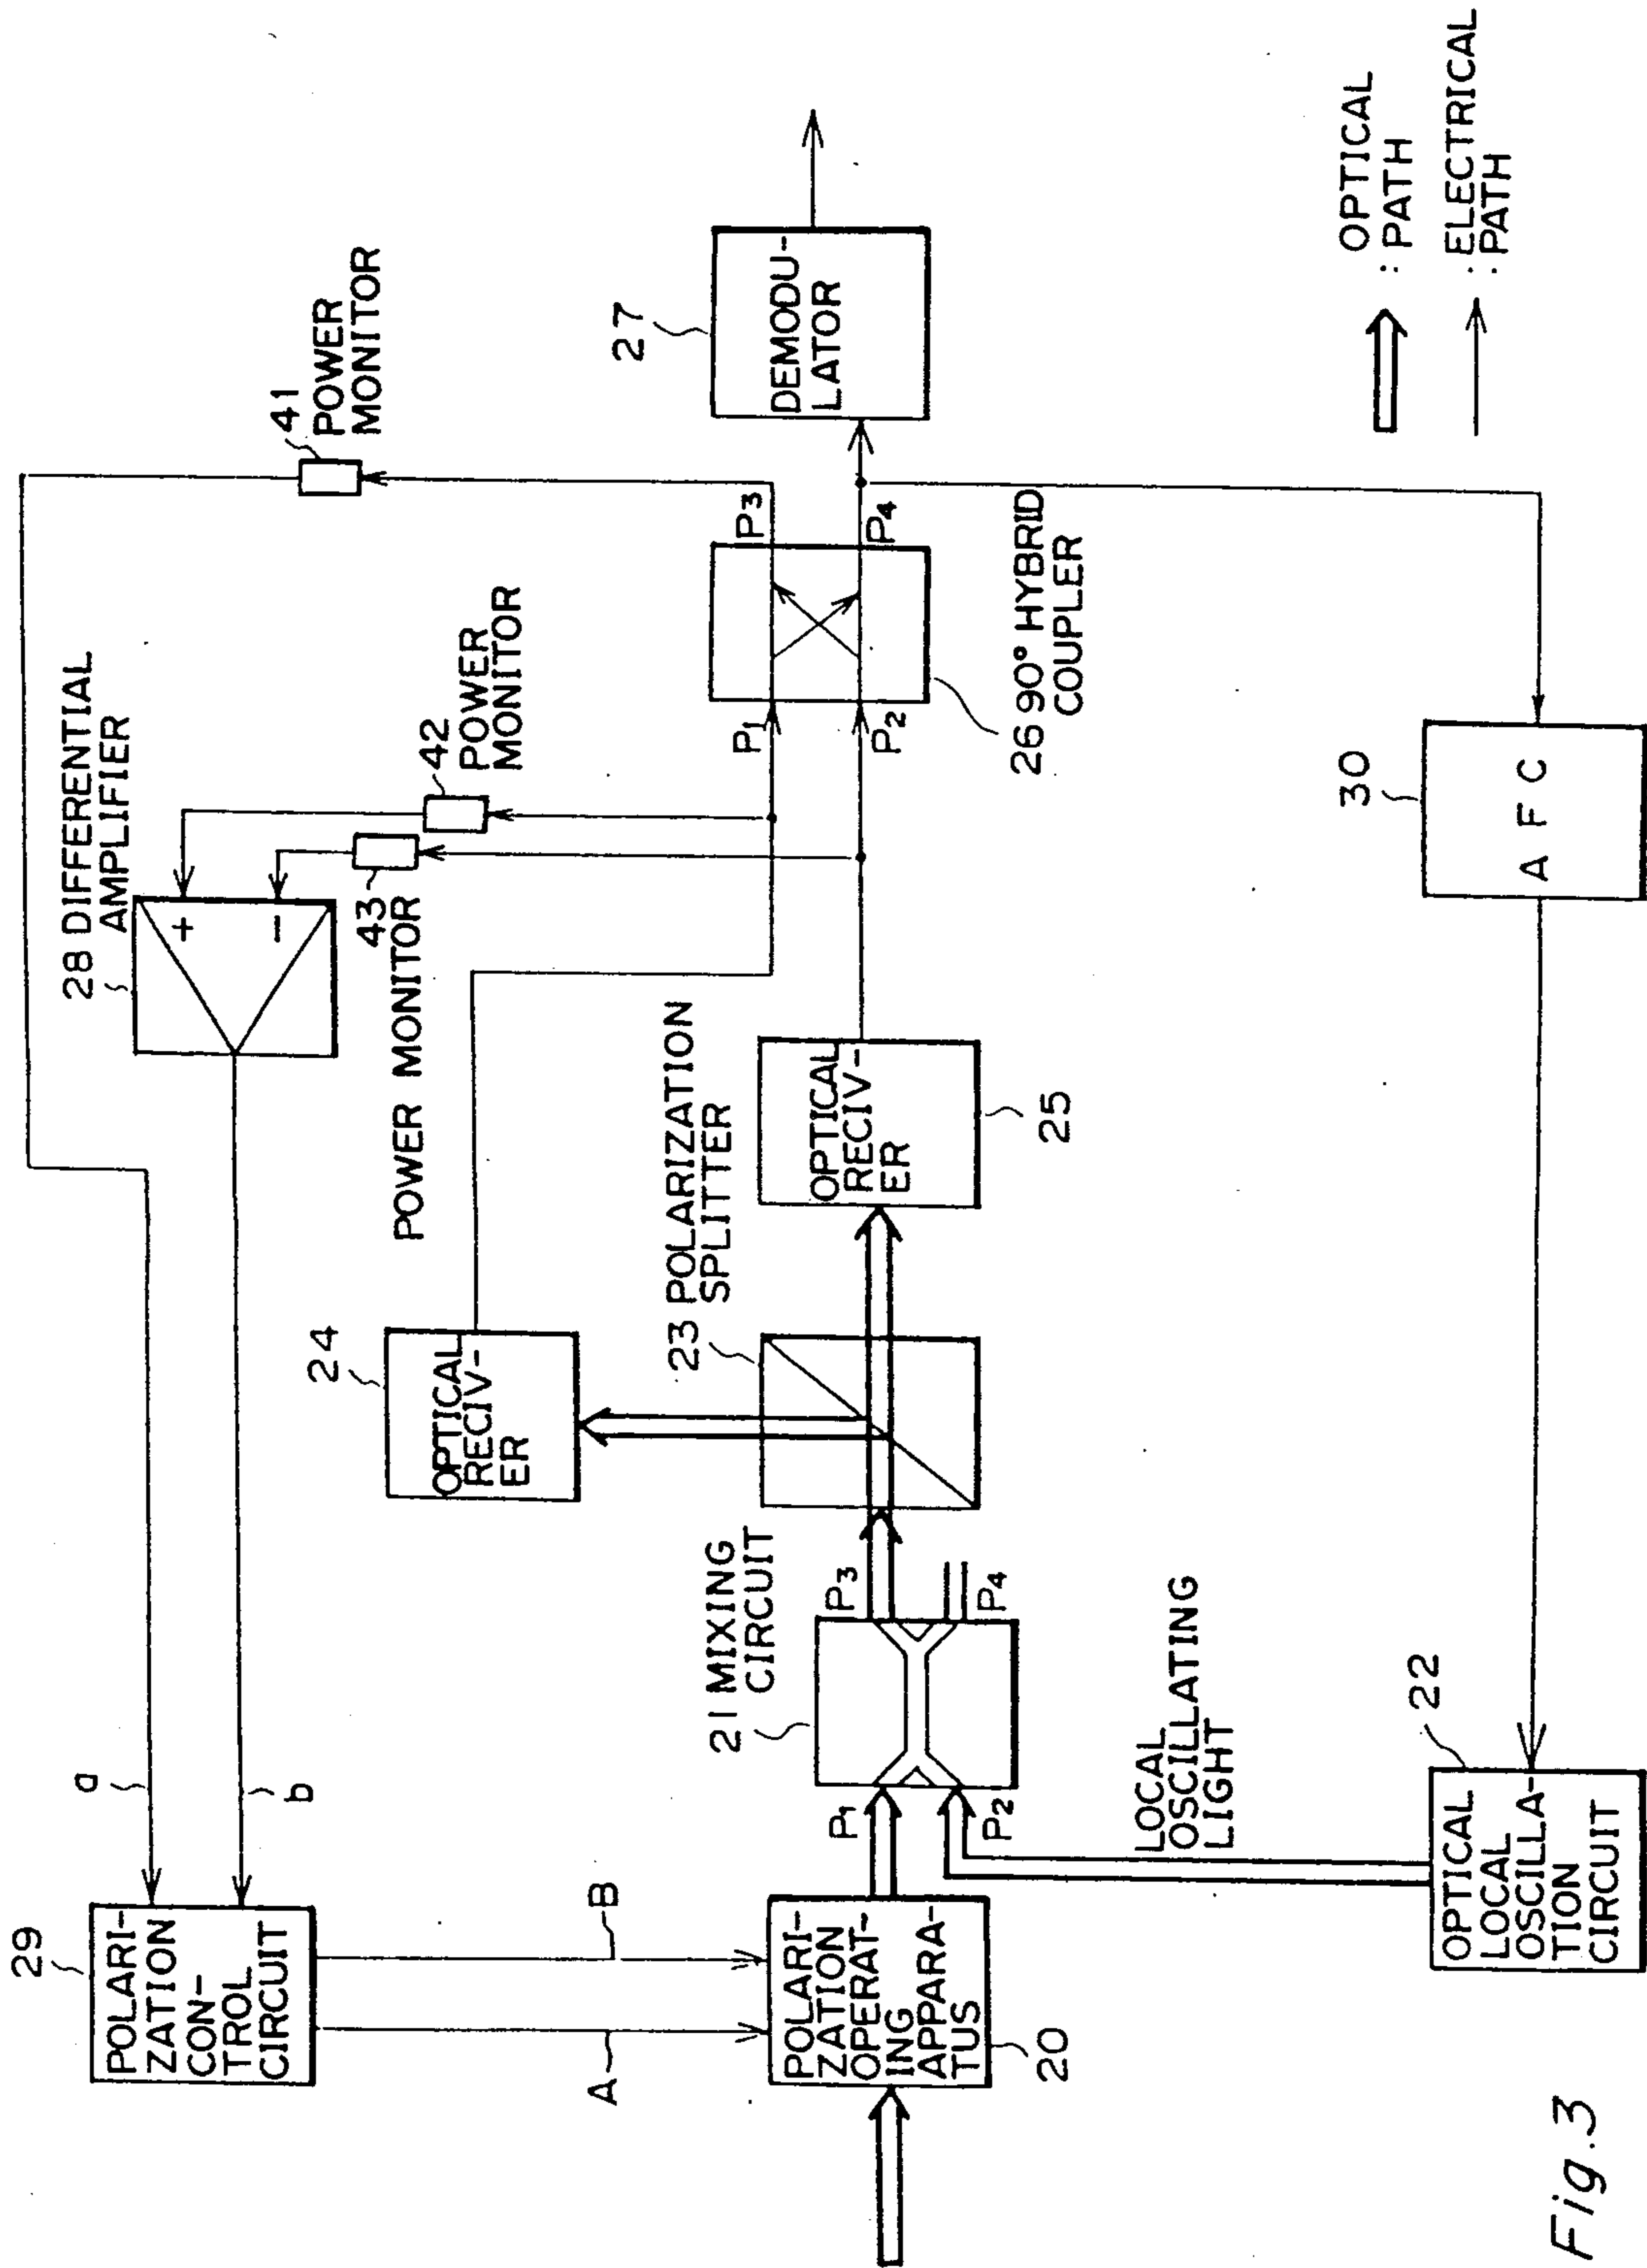 29
POLARI-
ZATION
CON-
TROL
CIRCUIT
a
b
A
B
POLARI-
ZATION
OPERAT-
ING
APPARA-
TUS
20
P1
P2
21 MIXING
CIRCUIT
P3
P4
LOCAL
OSCILLATING
LIGHT
22
OPTICAL
LOCAL
OSCILLA-
TION
CIRCUIT
23 POLARIZATION
SPLITTER
24
OPTICAL
RECIV-
ER
OPTICAL
RECIV-
ER
25
28 DIFFERENTIAL
AMPLIFIER
+
−
43
POWER MONITOR
42
POWER
MONITOR
41
POWER
MONITOR
P1
P2
P3
P4
26 90° HYBRID
COUPLER
27
DEMODU-
LATOR
30
A F C
: OPTICAL
PATH
: ELECTRICAL
PATH
Fig.3